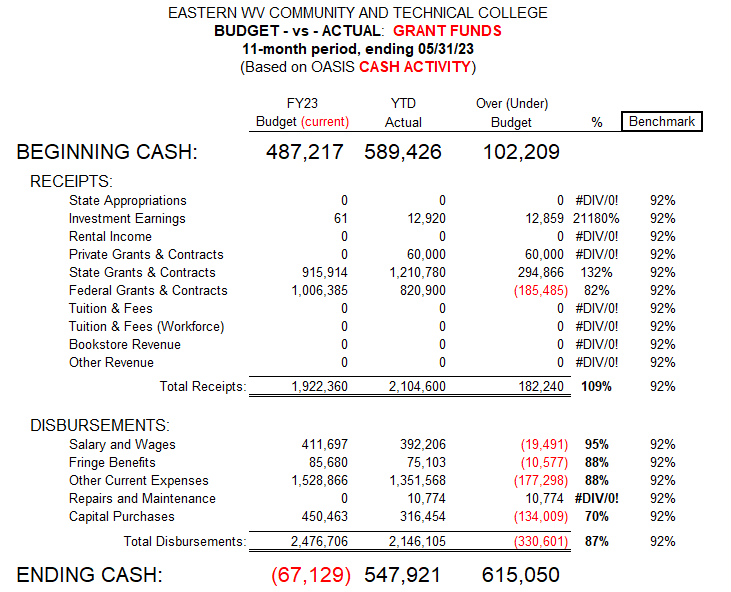 EASTERN WV COMMUNITY AND TECHNICAL COLLEGE
BUDGET - vs - ACTUAL: GRANT FUNDS
11-month period, ending 05/31/23
(Based on OASIS CASH ACTIVITY)
FY23 YTD Over (Under)
Budget (current) Actual Budget % Benchmark
BEGINNING CASH: 487,217 589,426 102,209
RECEIPTS:
State Appropriations 0 0 0 #DIV/0! 92%
Investment Earnings 61 12,920 12,859 21180% 92%
Rental Income 0 0 0 #DIV/0! 92%
Private Grants & Contracts 0 60,000 60,000 #DIV/0! 92%
State Grants & Contracts 915,914 1,210,780 294,866 132% 92%
Federal Grants & Contracts 1,006,385 820,900 (185,485) 82% 92%
Tuition & Fees 0 0 0 #DIV/0! 92%
Tuition & Fees (Workforce) 0 0 0 #DIV/0! 92%
Bookstore Revenue 0 0 0 #DIV/0! 92%
Other Revenue 0 0 0 #DIV/0! 92%
Total Receipts: 1,922,360 2,104,600 182,240 109% 92%
DISBURSEMENTS:
Salary and Wages 411,697 392,206 (19,491) 95% 92%
Fringe Benefits 85,680 75,103 (10,577) 88% 92%
Other Current Expenses 1,528,866 1,351,568 (177,298) 88% 92%
Repairs and Maintenance 0 10,774 10,774 #DIV/0! 92%
Capital Purchases 450,463 316,454 (134,009) 70% 92%
Total Disbursements: 2,476,706 2,146,105 (330,601) 87% 92%
ENDING CASH: (67,129) 547,921 615,050